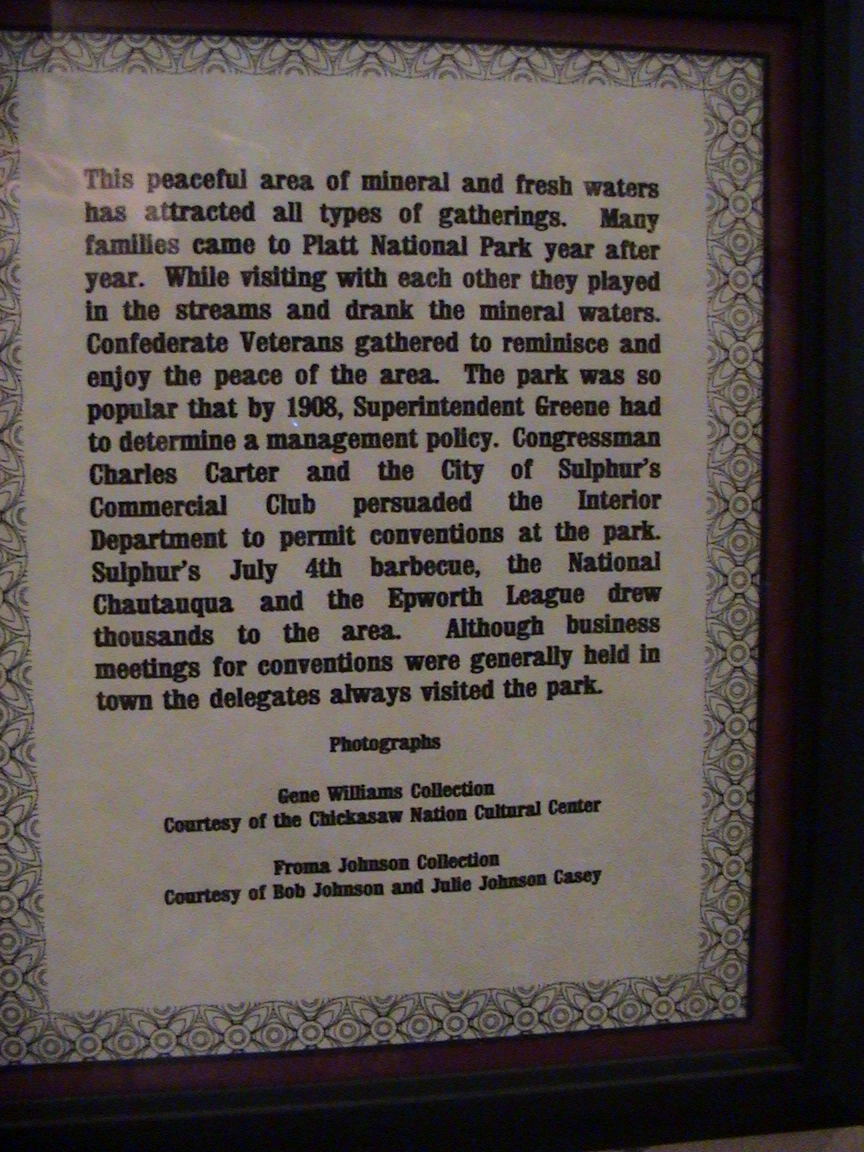 This peaceful area of mineral and fresh waters
has attracted all types of gatherings. Many
families came to Platt National Park year after
year. While visiting with each other they played
in the streams and drank the mineral waters.
Confederate Veterans gathered to reminisce and
enjoy the peace of the area. The park was so
popular that by 1908, Superintendent Greene had
to determine a management policy. Congressman
Charles Carter and the City of Sulphur's
Commercial Club persuaded the Interior
Department to permit conventions at the park.
Sulphur's July 4th barbecue, the National
Chautauqua and the Epworth League drew
thousands to the area. Although business
meetings for conventions were generally held in
town the delegates always visited the park.
Photographs
Gene Williams Collection
Courtesy of the Chickasaw Nation Cultural Center
Froma Johnson Collection
Courtesy of Bob Johnson and Julie Johnson Casey